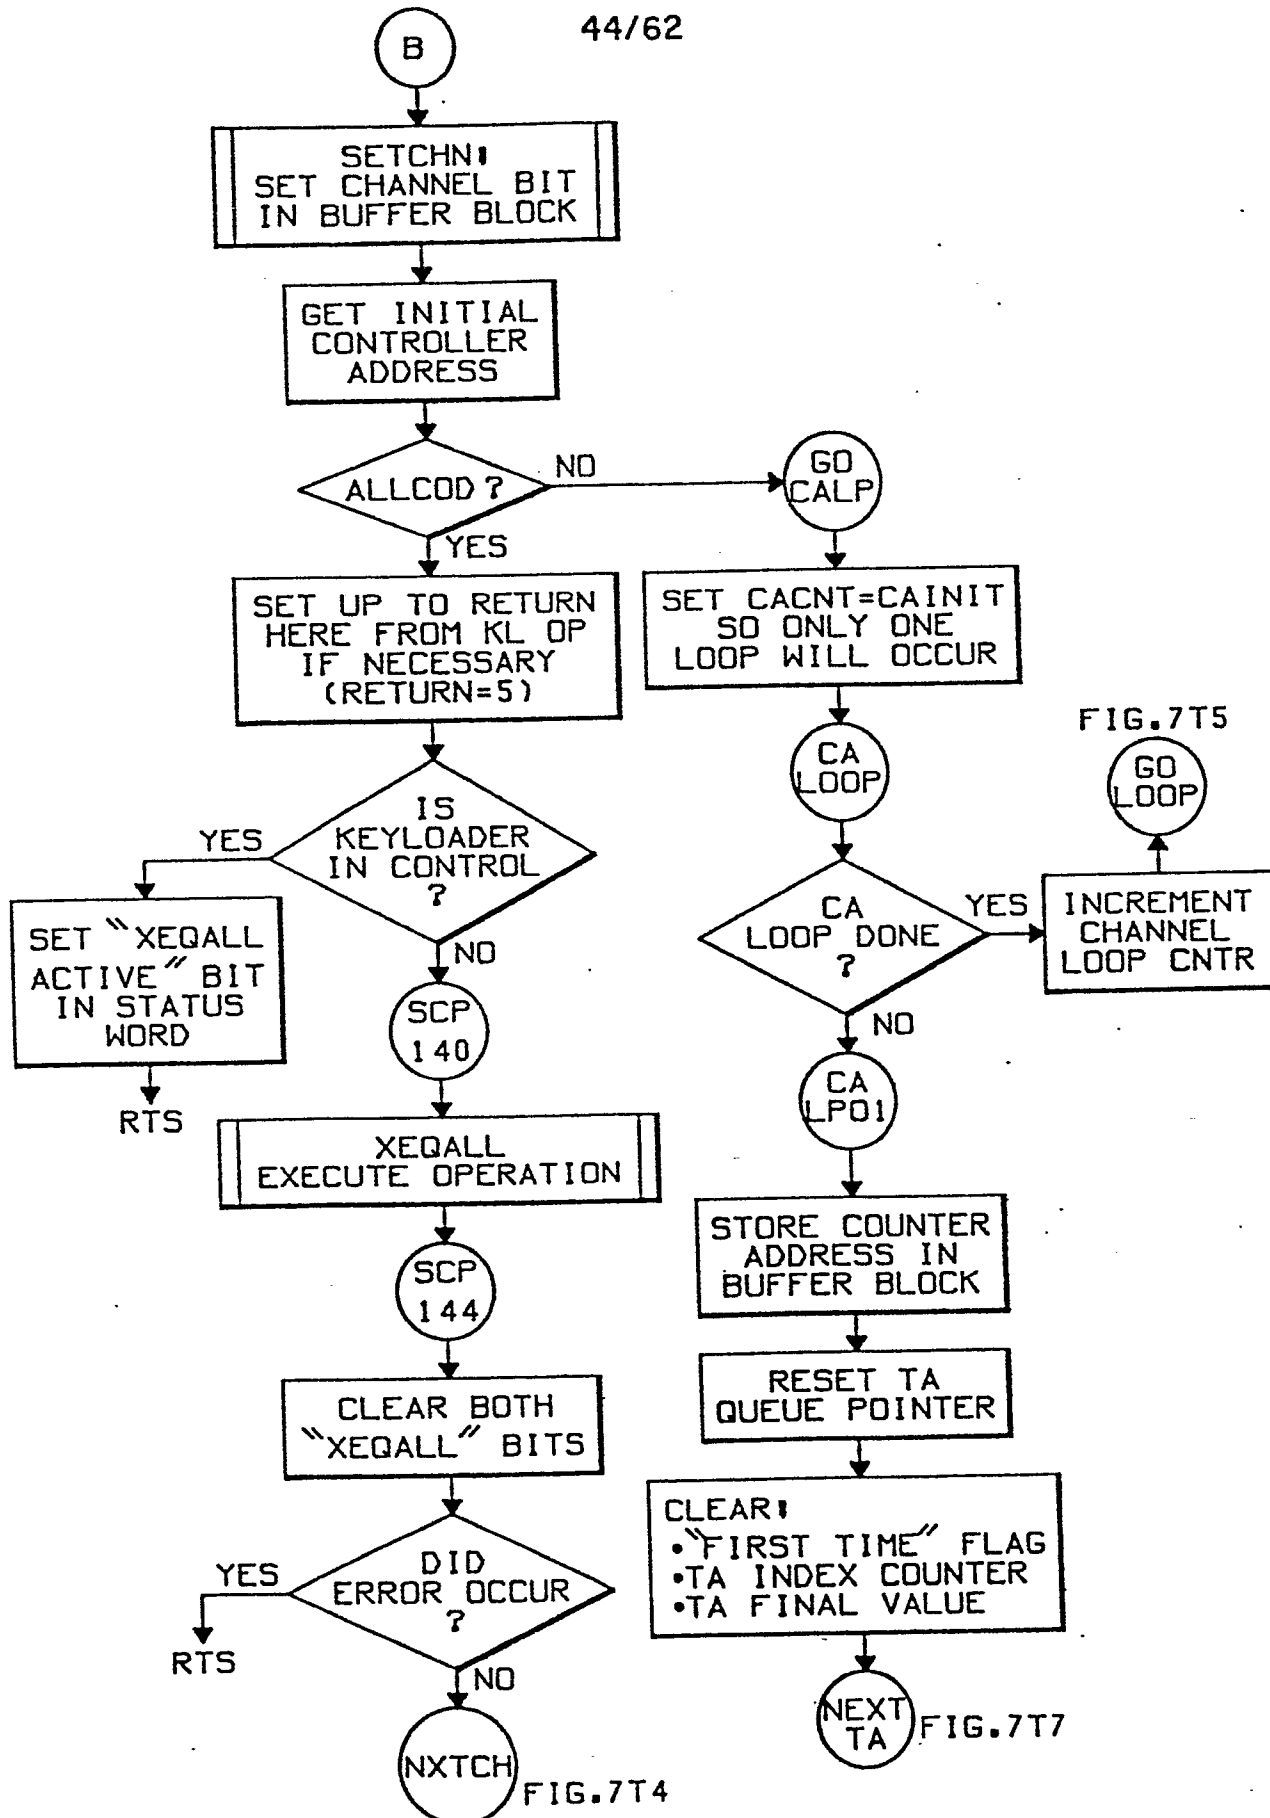 44/62
B
SETCHN:
SET CHANNEL BIT
IN BUFFER BLOCK
GET INITIAL
CONTROLLER
ADDRESS
ALLCOD?
NO
YES
GO
CALP
SET UP TO RETURN
HERE FROM KL OP
IF NECESSARY
(RETURN=5)
SET CACNT=CAINIT
SO ONLY ONE
LOOP WILL OCCUR
CA
LOOP
FIG.7T5
GO
LOOP
IS
KEYLOADER
IN CONTROL
?
YES
NO
SET "XEQALL
ACTIVE" BIT
IN STATUS
WORD
RTS
CA
LOOP DONE
?
YES
NO
INCREMENT
CHANNEL
LOOP CNTR
SCP
140
CA
LP01
XEQALL
EXECUTE OPERATION
STORE COUNTER
ADDRESS IN
BUFFER BLOCK
SCP
144
RESET TA
QUEUE POINTER
CLEAR BOTH
"XEQALL" BITS
CLEAR:
•"FIRST TIME" FLAG
•TA INDEX COUNTER
•TA FINAL VALUE
DID
ERROR OCCUR
?
YES
NO
RTS
NEXT
TA
FIG.7T7
NXTCH
FIG.7T4